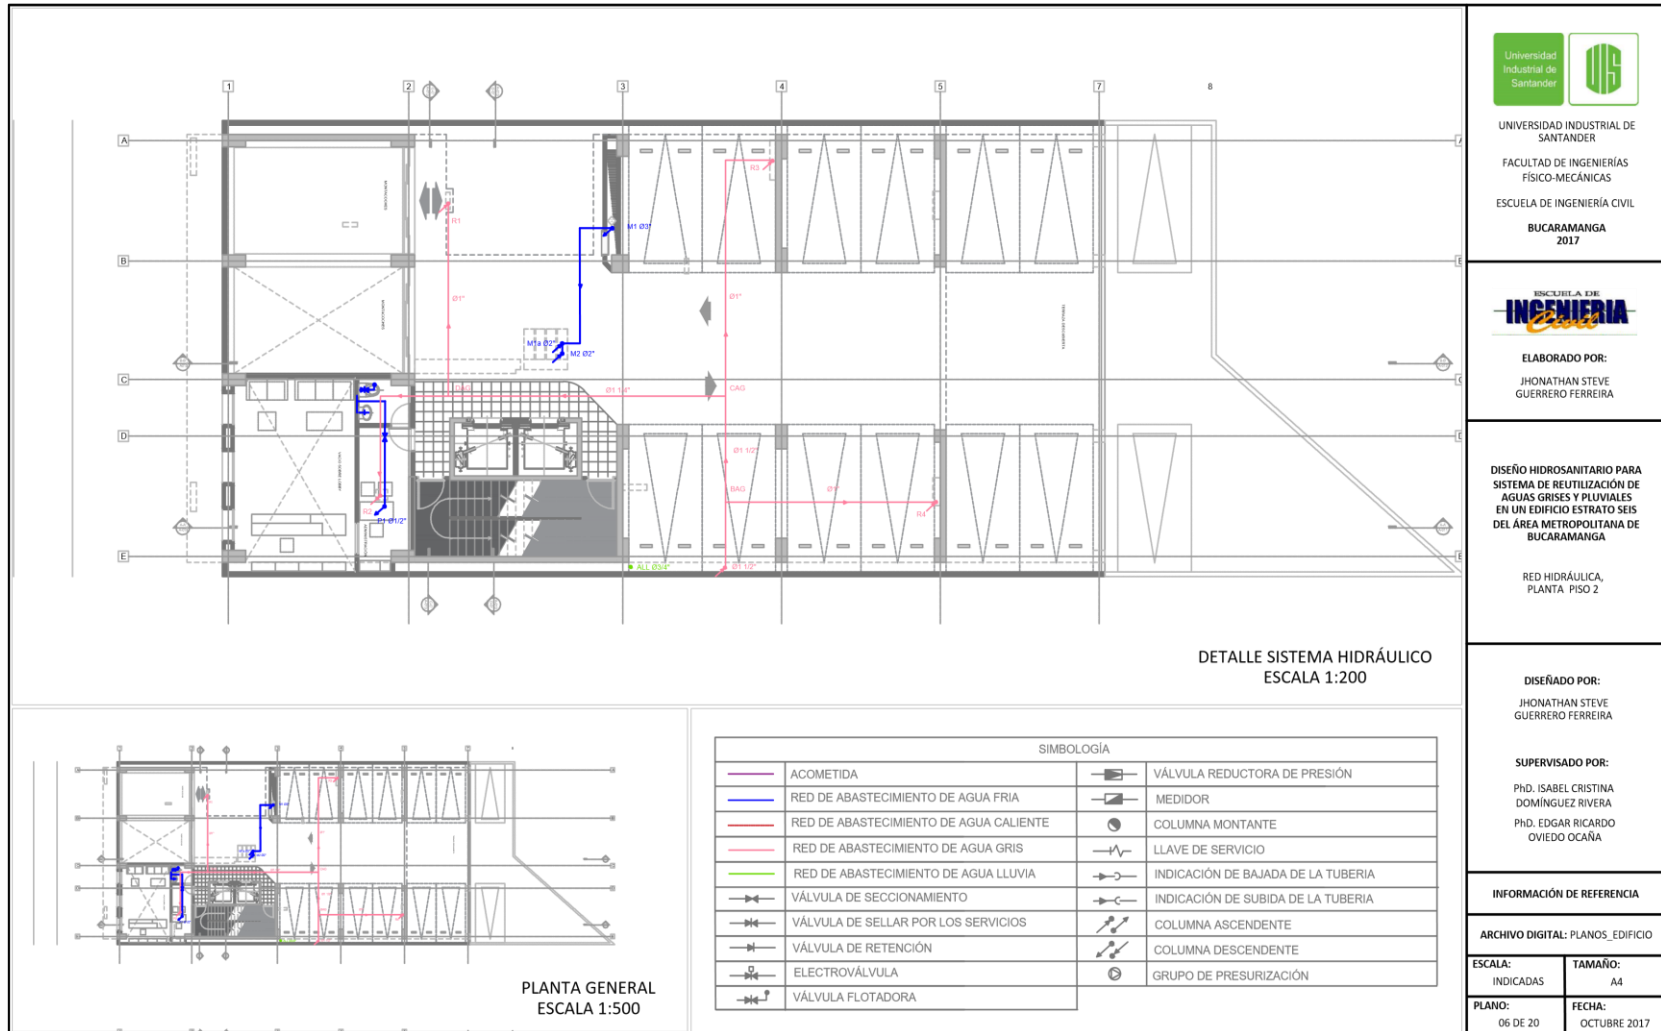 1
2
3
4
5
7
8
A
A
B
C
D
D
E
R1
R3
M1 Ø3"
Ø1"
Ø1"
M1a Ø2"
M2 Ø2"
Ø1 1/4"
CAG
Ø1 1/2"
BAG
Ø1"
R2
R4
P1 Ø1/2"
ALL Ø3/4"
Ø1 1/2"
DETALLE SISTEMA HIDRÁULICO
ESCALA 1:200
PLANTA GENERAL
ESCALA 1:500
SIMBOLOGÍA
ACOMETIDA
VÁLVULA REDUCTORA DE PRESIÓN
RED DE ABASTECIMIENTO DE AGUA FRIA
MEDIDOR
RED DE ABASTECIMIENTO DE AGUA CALIENTE
COLUMNA MONTANTE
RED DE ABASTECIMIENTO DE AGUA GRIS
LLAVE DE SERVICIO
RED DE ABASTECIMIENTO DE AGUA LLUVIA
INDICACIÓN DE BAJADA DE LA TUBERIA
VÁLVULA DE SECCIONAMIENTO
INDICACIÓN DE SUBIDA DE LA TUBERIA
VÁLVULA DE SELLAR POR LOS SERVICIOS
COLUMNA ASCENDENTE
VÁLVULA DE RETENCIÓN
COLUMNA DESCENDENTE
ELECTROVÁLVULA
GRUPO DE PRESURIZACIÓN
VÁLVULA FLOTADORA
Universidad
Industrial de
Santander
UIS
UNIVERSIDAD INDUSTRIAL DE
SANTANDER
FACULTAD DE INGENIERÍAS
FÍSICO-MECÁNICAS
ESCUELA DE INGENIERÍA CIVIL
BUCARAMANGA
2017
ESCUELA DE
INGENIERIA
Civil
ELABORADO POR:
JHONATHAN STEVE
GUERRERO FERREIRA
DISEÑO HIDROSANITARIO PARA
SISTEMA DE REUTILIZACIÓN DE
AGUAS GRISES Y PLUVIALES
EN UN EDIFICIO ESTRATO SEIS
DEL ÁREA METROPOLITANA DE
BUCARAMANGA
RED HIDRÁULICA,
PLANTA PISO 2
DISEÑADO POR:
JHONATHAN STEVE
GUERRERO FERREIRA
SUPERVISADO POR:
PhD. ISABEL CRISTINA
DOMÍNGUEZ RIVERA
PhD. EDGAR RICARDO
OVIEDO OCAÑA
INFORMACIÓN DE REFERENCIA
ARCHIVO DIGITAL: PLANOS_EDIFICIO
ESCALA:
INDICADAS
TAMAÑO:
A4
PLANO:
06 DE 20
FECHA:
OCTUBRE 2017